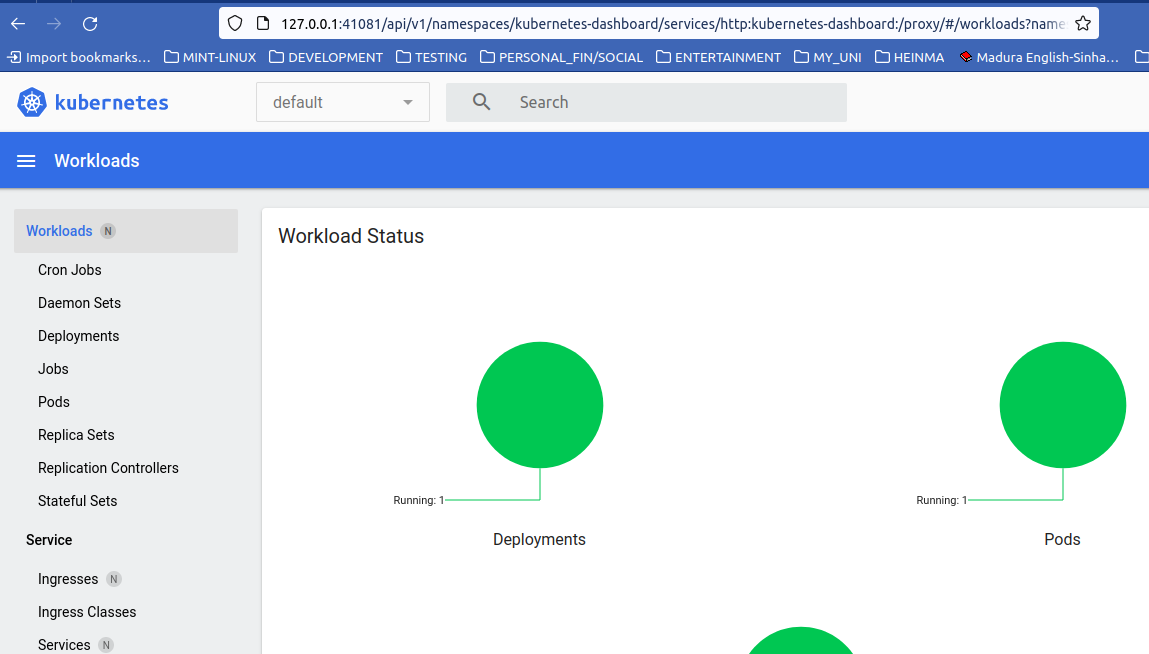 127.0.0.1:41081/api/v1/namespaces/kubernetes-dashboard/services/http:kubernetes-dashboard:/proxy/#/workloads?name
Import bookmarks… MINT-LINUX DEVELOPMENT TESTING PERSONAL_FIN/SOCIAL ENTERTAINMENT MY_UNI HEINMA Madura English-Sinha…
kubernetes default Search
Workloads
Workloads N
Workload Status
Cron Jobs
Daemon Sets
Deployments
Jobs
Pods
Replica Sets
Replication Controllers
Stateful Sets
Service
Ingresses N
Ingress Classes
Services N
Running: 1
Deployments
Running: 1
Pods